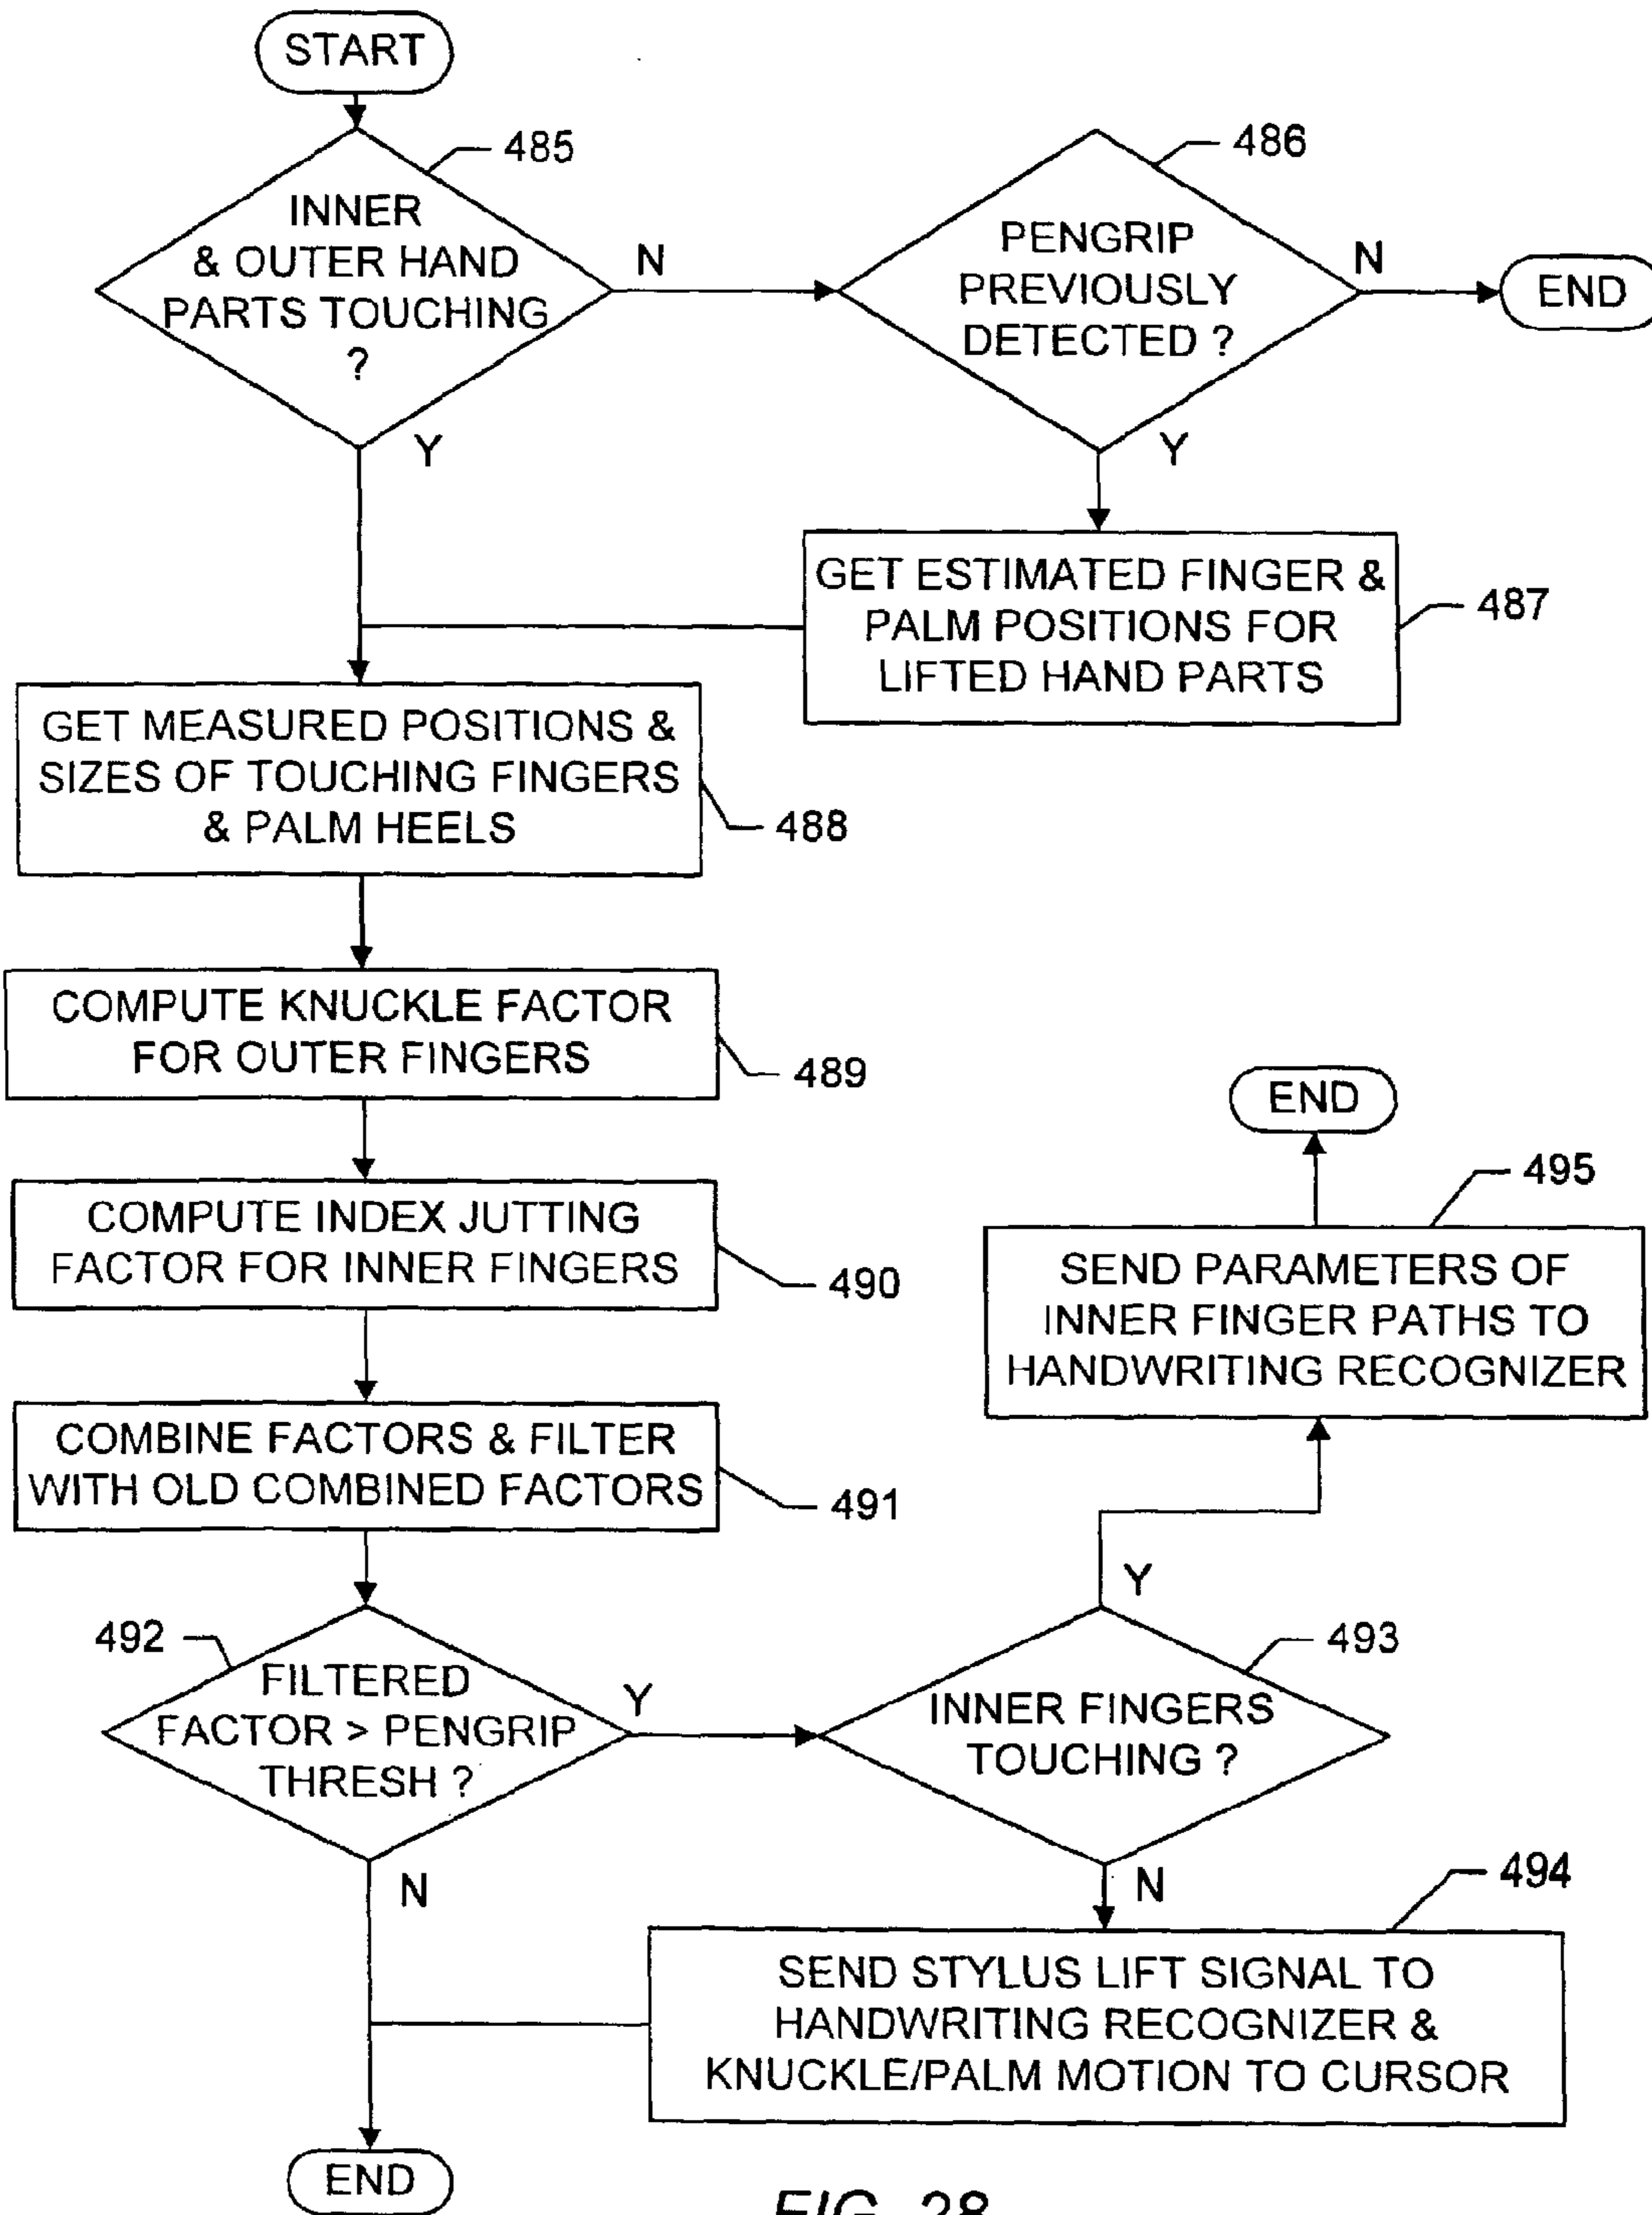 START
485
INNER
& OUTER HAND
PARTS TOUCHING
?
N
Y
486
PENGRIP
PREVIOUSLY
DETECTED ?
N
END
Y
GET ESTIMATED FINGER &
PALM POSITIONS FOR
LIFTED HAND PARTS
487
GET MEASURED POSITIONS &
SIZES OF TOUCHING FINGERS
& PALM HEELS
488
COMPUTE KNUCKLE FACTOR
FOR OUTER FINGERS
489
COMPUTE INDEX JUTTING
FACTOR FOR INNER FINGERS
490
COMBINE FACTORS & FILTER
WITH OLD COMBINED FACTORS
491
492
FILTERED
FACTOR > PENGRIP
THRESH ?
Y
N
493
INNER FINGERS
TOUCHING ?
Y
N
END
495
SEND PARAMETERS OF
INNER FINGER PATHS TO
HANDWRITING RECOGNIZER
494
SEND STYLUS LIFT SIGNAL TO
HANDWRITING RECOGNIZER &
KNUCKLE/PALM MOTION TO CURSOR
END
FIG. 28